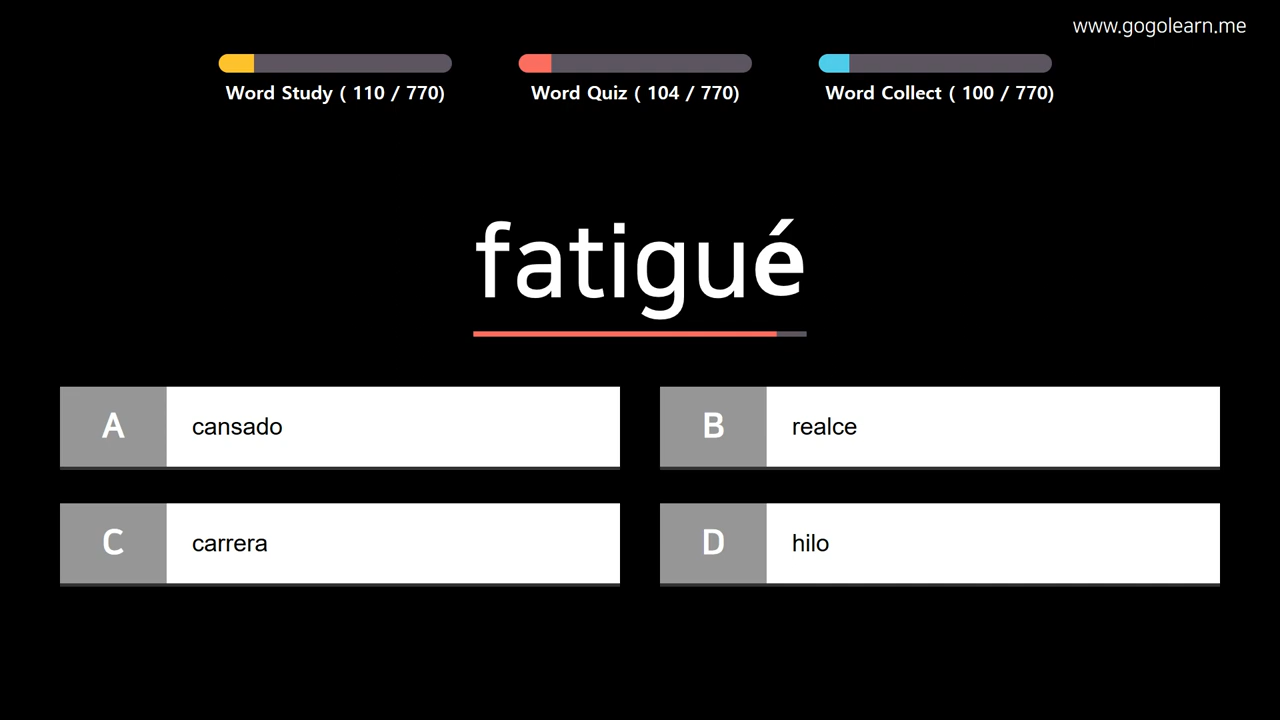 www.gogolearn.me
Word Study ( 110 / 770)
Word Quiz ( 104 / 770)
Word Collect ( 100 / 770)
fatigué
A cansado
B realce
C carrera
D hilo